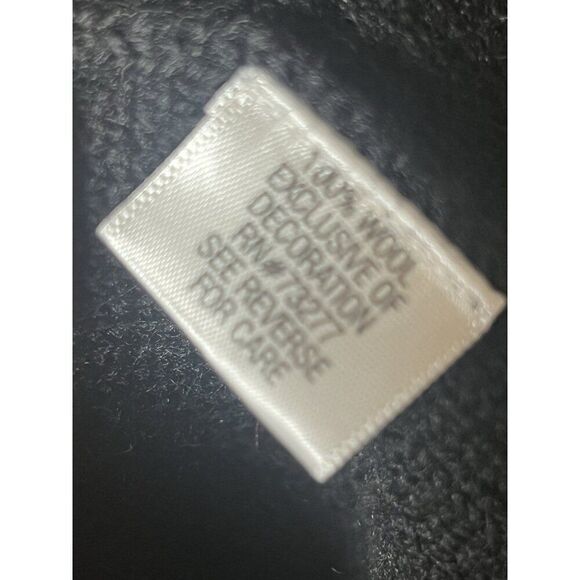 100% WOOL
EXCLUSIVE OF
DECORATION
RN# 73277
SEE REVERSE
FOR CARE